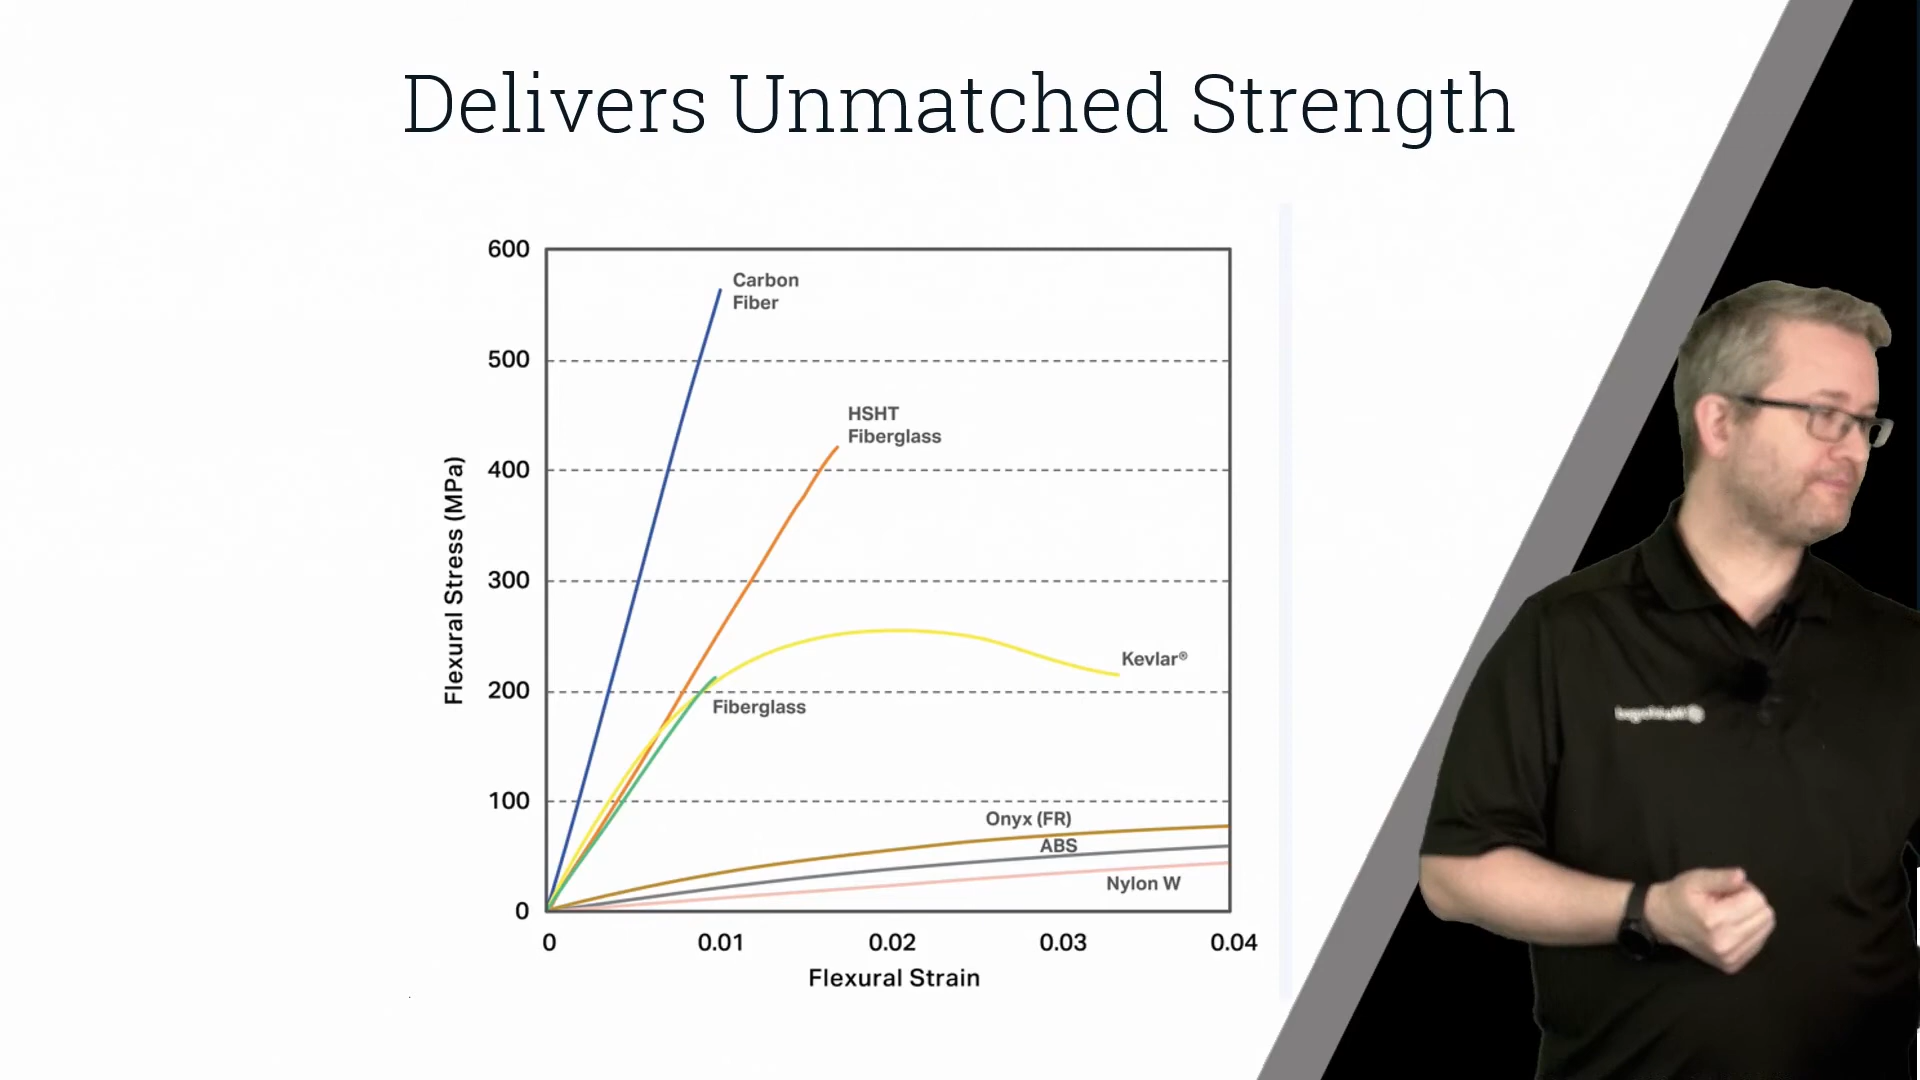 Delivers Unmatched Strength
600
500
400
300
200
100
0
Flexural Stress (MPa)
Carbon
Fiber
HSHT
Fiberglass
Kevlar®
Fiberglass
Onyx (FR)
ABS
Nylon W
0 0.01 0.02 0.03 0.04
Flexural Strain